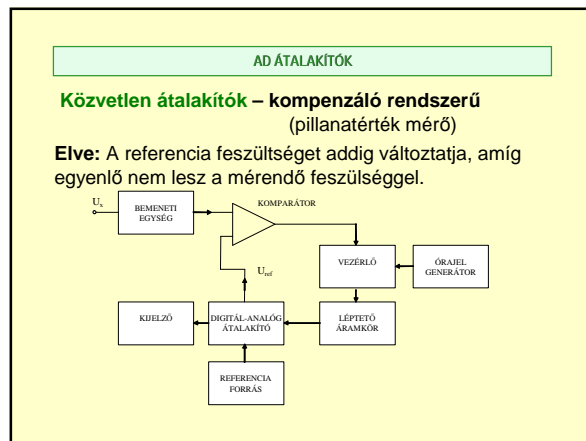 AD ÁTALAKÍTÓK
Közvetlen átalakítók – kompenzáló rendszerű
(pillanatérték mérő)
Elve: A referencia feszültséget addig változtatja, amíg
egyenlő nem lesz a mérendő feszülséggel.
Ux
BEMENETI
EGYSÉG
KOMPARÁTOR
VEZÉRLŐ
ÓRAJEL
GENERÁTOR
Uref
KIJELZŐ
DIGITÁL-ANALÓG
ÁTALAKÍTÓ
LÉPTETŐ
ÁRAMKÖR
REFERENCIA
FORRÁS